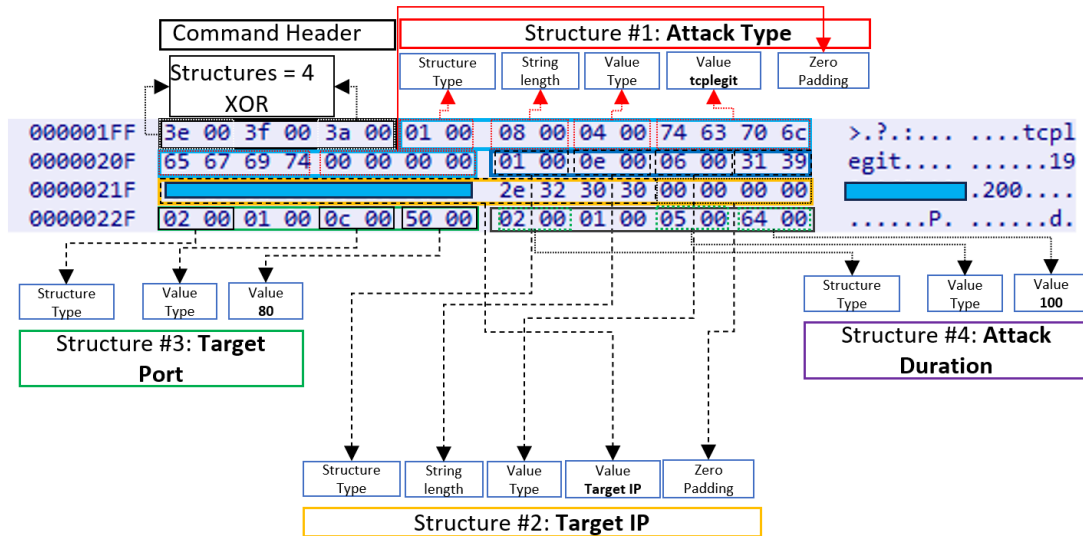 Command Header
Structure #1: Attack Type
Structures = 4
XOR
Structure
Type
String
length
Value
Type
Value
tcplegit
Zero
Padding
000001FF 3e 00 3f 00 3a 00 01 00 08 00 04 00 74 63 70 6c >.?.:... ....tcpl
0000020F 65 67 69 74 00 00 00 00 01 00 0e 00 06 00 31 39 egit.... ......19
0000021F 2e 32 30 30 00 00 00 00 .200....
0000022F 02 00 01 00 0c 00 50 00 02 00 01 00 05 00 64 00 ......P. ......d.
Structure
Type
Value
Type
Value
80
Structure
Type
Value
Type
Value
100
Structure #3: Target
Port
Structure #4: Attack
Duration
Structure
Type
String
length
Value
Type
Value
Target IP
Zero
Padding
Structure #2: Target IP